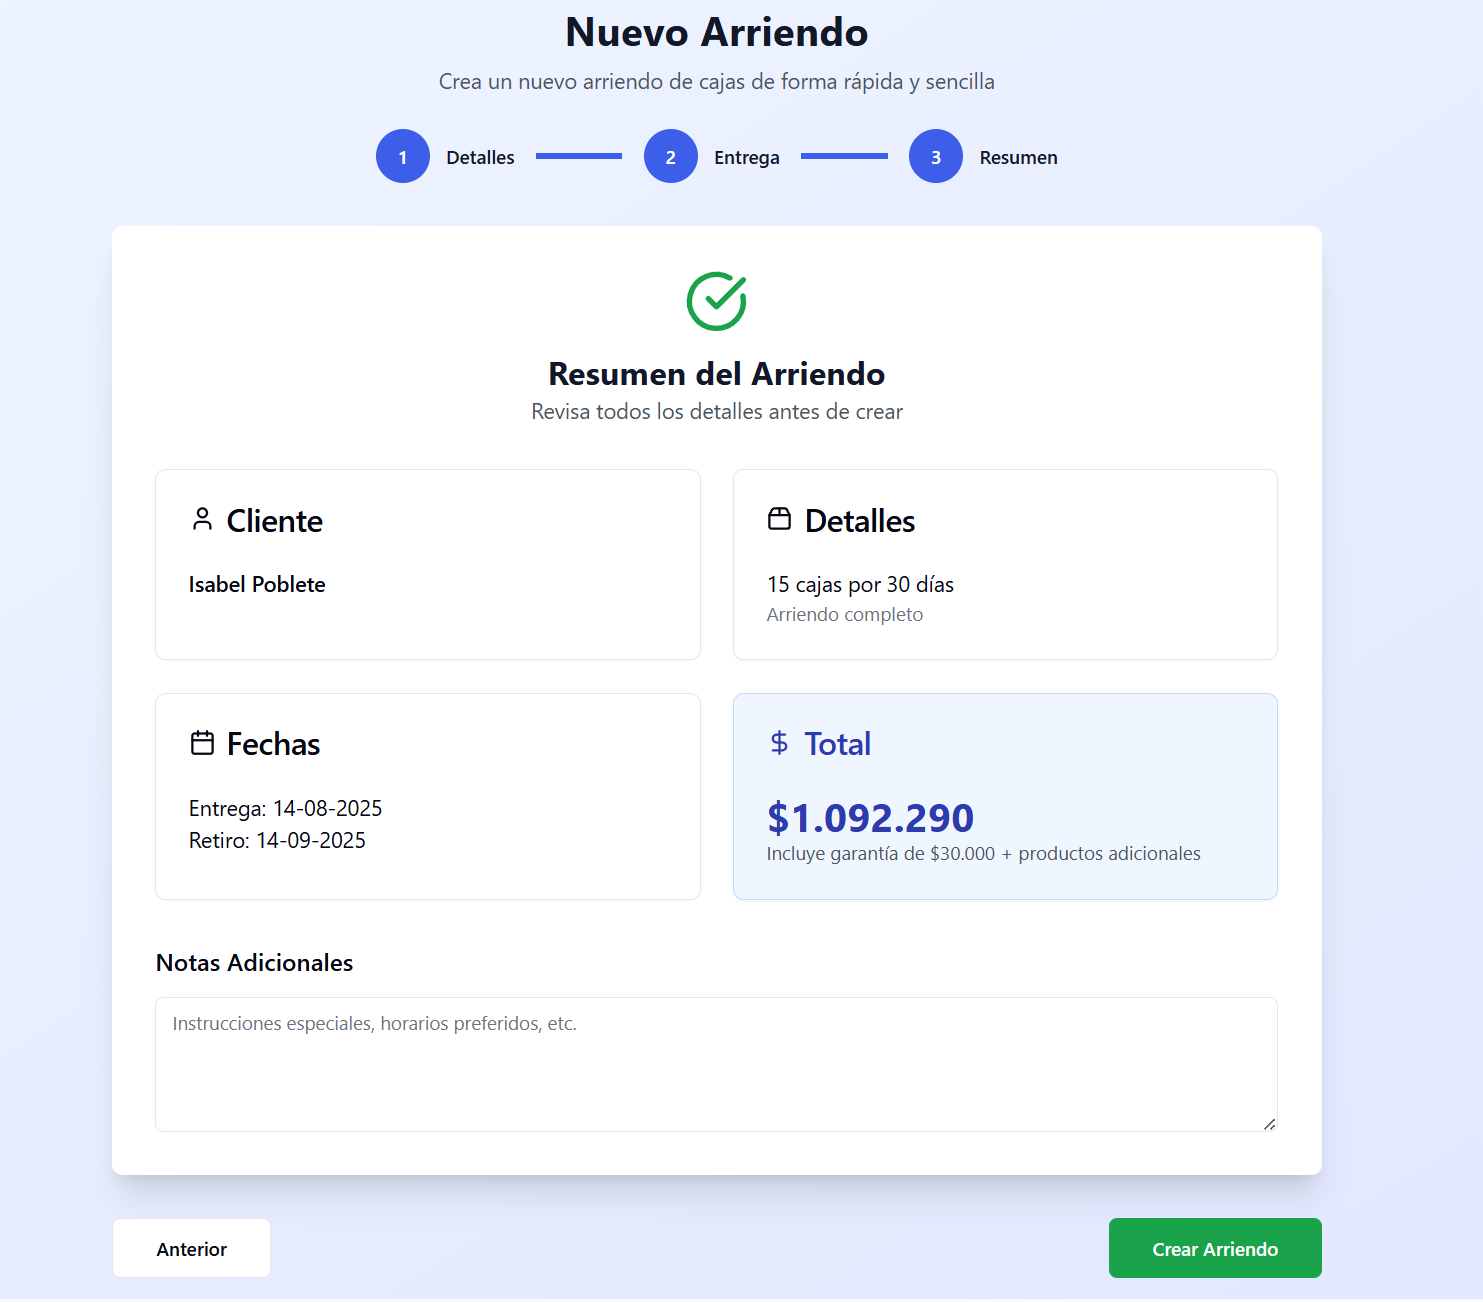 Nuevo Arriendo
Crea un nuevo arriendo de cajas de forma rápida y sencilla
1 Detalles 2 Entrega 3 Resumen
Resumen del Arriendo
Revisa todos los detalles antes de crear
Cliente
Isabel Poblete
Detalles
15 cajas por 30 días
Arriendo completo
Fechas
Entrega: 14-08-2025
Retiro: 14-09-2025
$ Total
$1.092.290
Incluye garantía de $30.000 + productos adicionales
Notas Adicionales
Instrucciones especiales, horarios preferidos, etc.
Anterior
Crear Arriendo